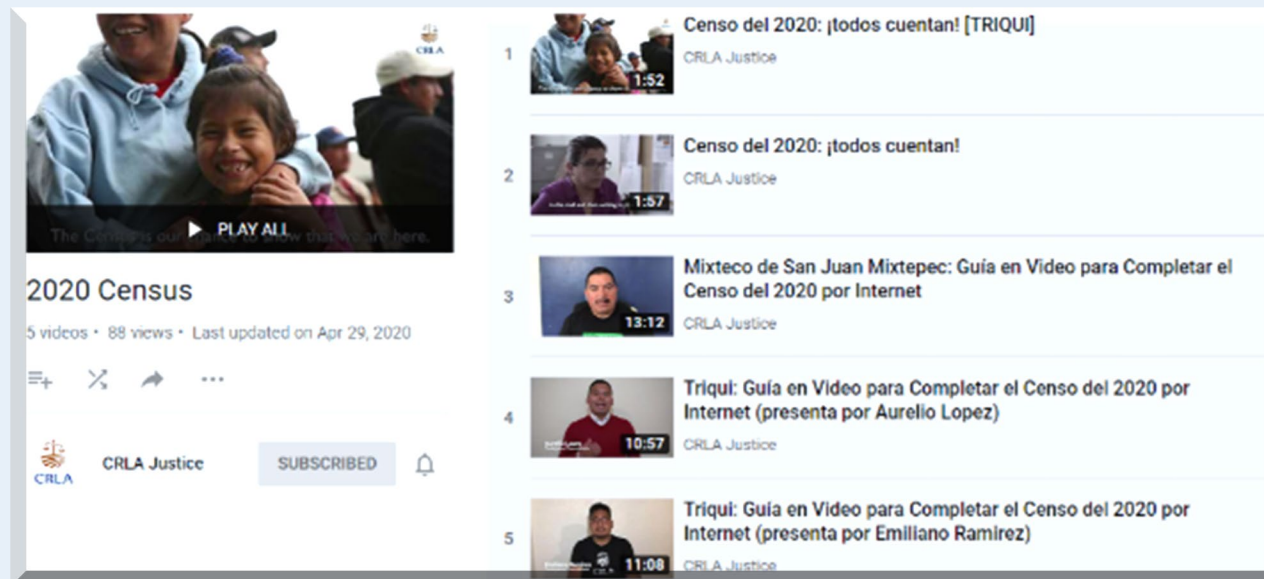 CRLA
PLAY ALL
The Census is our chance to show that we are here.
2020 Census
5 videos • 88 views • Last updated on Apr 29, 2020
CRLA
CRLA Justice
SUBSCRIBED
1
1:52
Censo del 2020: ¡todos cuentan! [TRIQUI]
CRLA Justice
2
1:57
Censo del 2020: ¡todos cuentan!
CRLA Justice
3
13:12
Mixteco de San Juan Mixtepec: Guía en Video para Completar el
Censo del 2020 por Internet
CRLA Justice
4
10:57
Triqui: Guía en Video para Completar el Censo del 2020 por
Internet (presenta por Aurelio Lopez)
CRLA Justice
5
CRLA
11:08
Triqui: Guía en Video para Completar el Censo del 2020 por
Internet (presenta por Emiliano Ramirez)
CRLA Justice